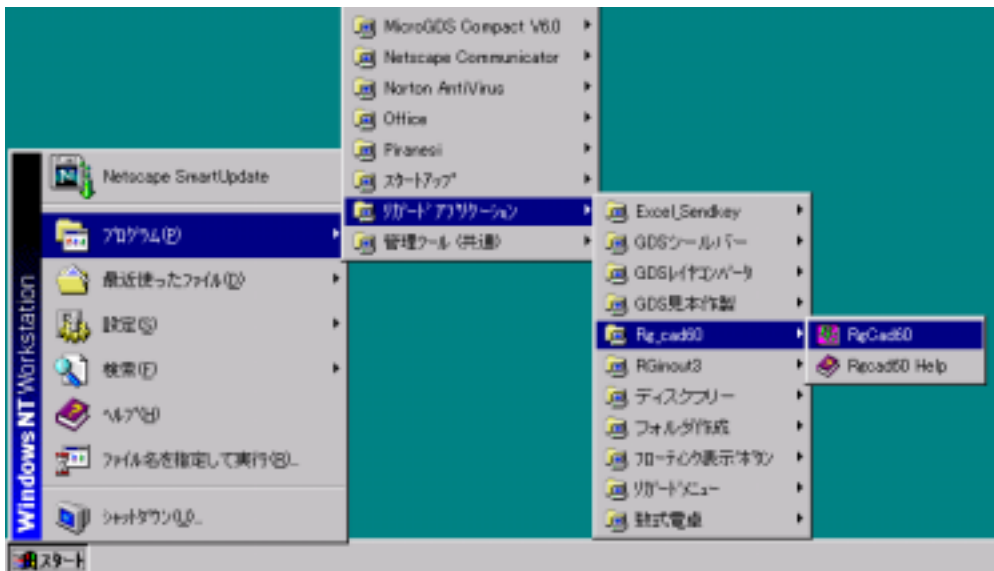 MicroGDS Compact V6.0
Netscape Communicator
Norton AntiVirus
Office
Piranesi
スタートアップ
リガード アプリケーション
管理ツール (共通)
Netscape SmartUpdate
プログラム(P)
最近使ったファイル(D)
設定(S)
検索(F)
ヘルプ(H)
ファイル名を指定して実行(R)...
シャットダウン(U)...
Windows NT Workstation
スタート
Excel_Sendkey
GDSツールバー
GDSレイヤコンバータ
GDS見本作製
Rg_cad60
RGinout3
ディスクフリー
フォルダ作成
フローティング表示ボタン
リガードメニュー
数式電卓
RgCad60
Rgcad60 Help